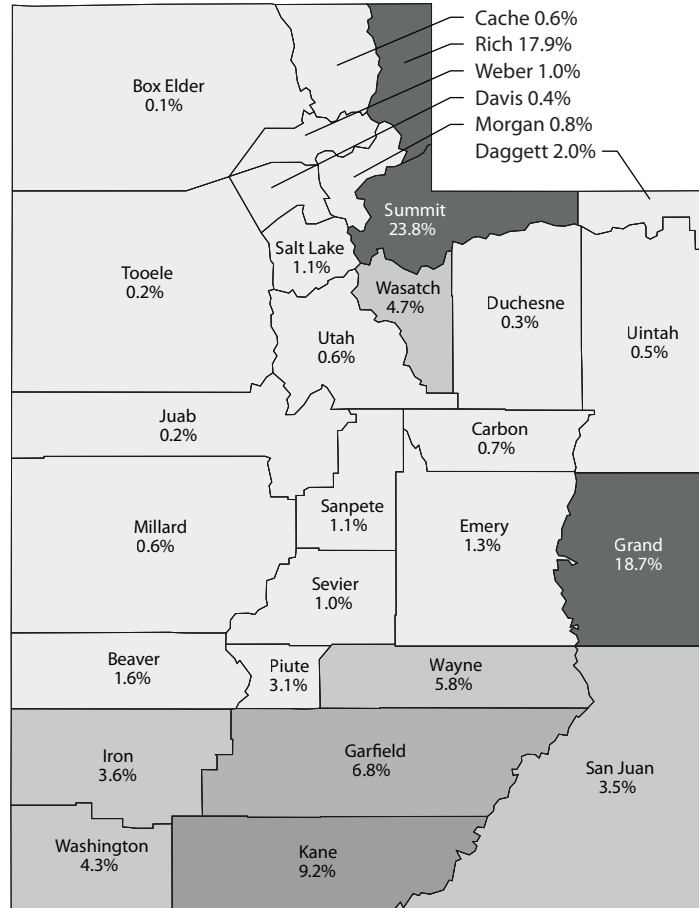 Cache 0.6%
Rich 17.9%
Weber 1.0%
Davis 0.4%
Morgan 0.8%
Daggett 2.0%
Box Elder
0.1%
Summit
23.8%
Salt Lake
1.1%
Tooele
0.2%
Wasatch
4.7%
Duchesne
0.3%
Uintah
0.5%
Utah
0.6%
Juab
0.2%
Carbon
0.7%
Sanpete
1.1%
Millard
0.6%
Emery
1.3%
Grand
18.7%
Sevier
1.0%
Beaver
1.6%
Piute
3.1%
Wayne
5.8%
Iron
3.6%
Garfield
6.8%
San Juan
3.5%
Washington
4.3%
Kane
9.2%